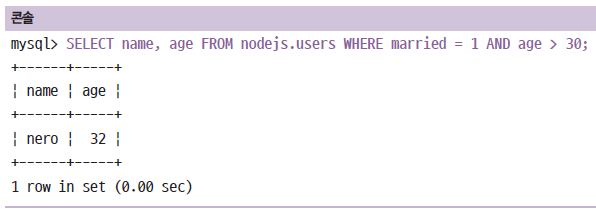 콘솔
mysql> SELECT name, age FROM nodejs.users WHERE married = 1 AND age > 30;
+------+-----+
¦ name ¦ age ¦
+------+-----+
¦ nero ¦  32 ¦
+------+-----+
1 row in set (0.00 sec)